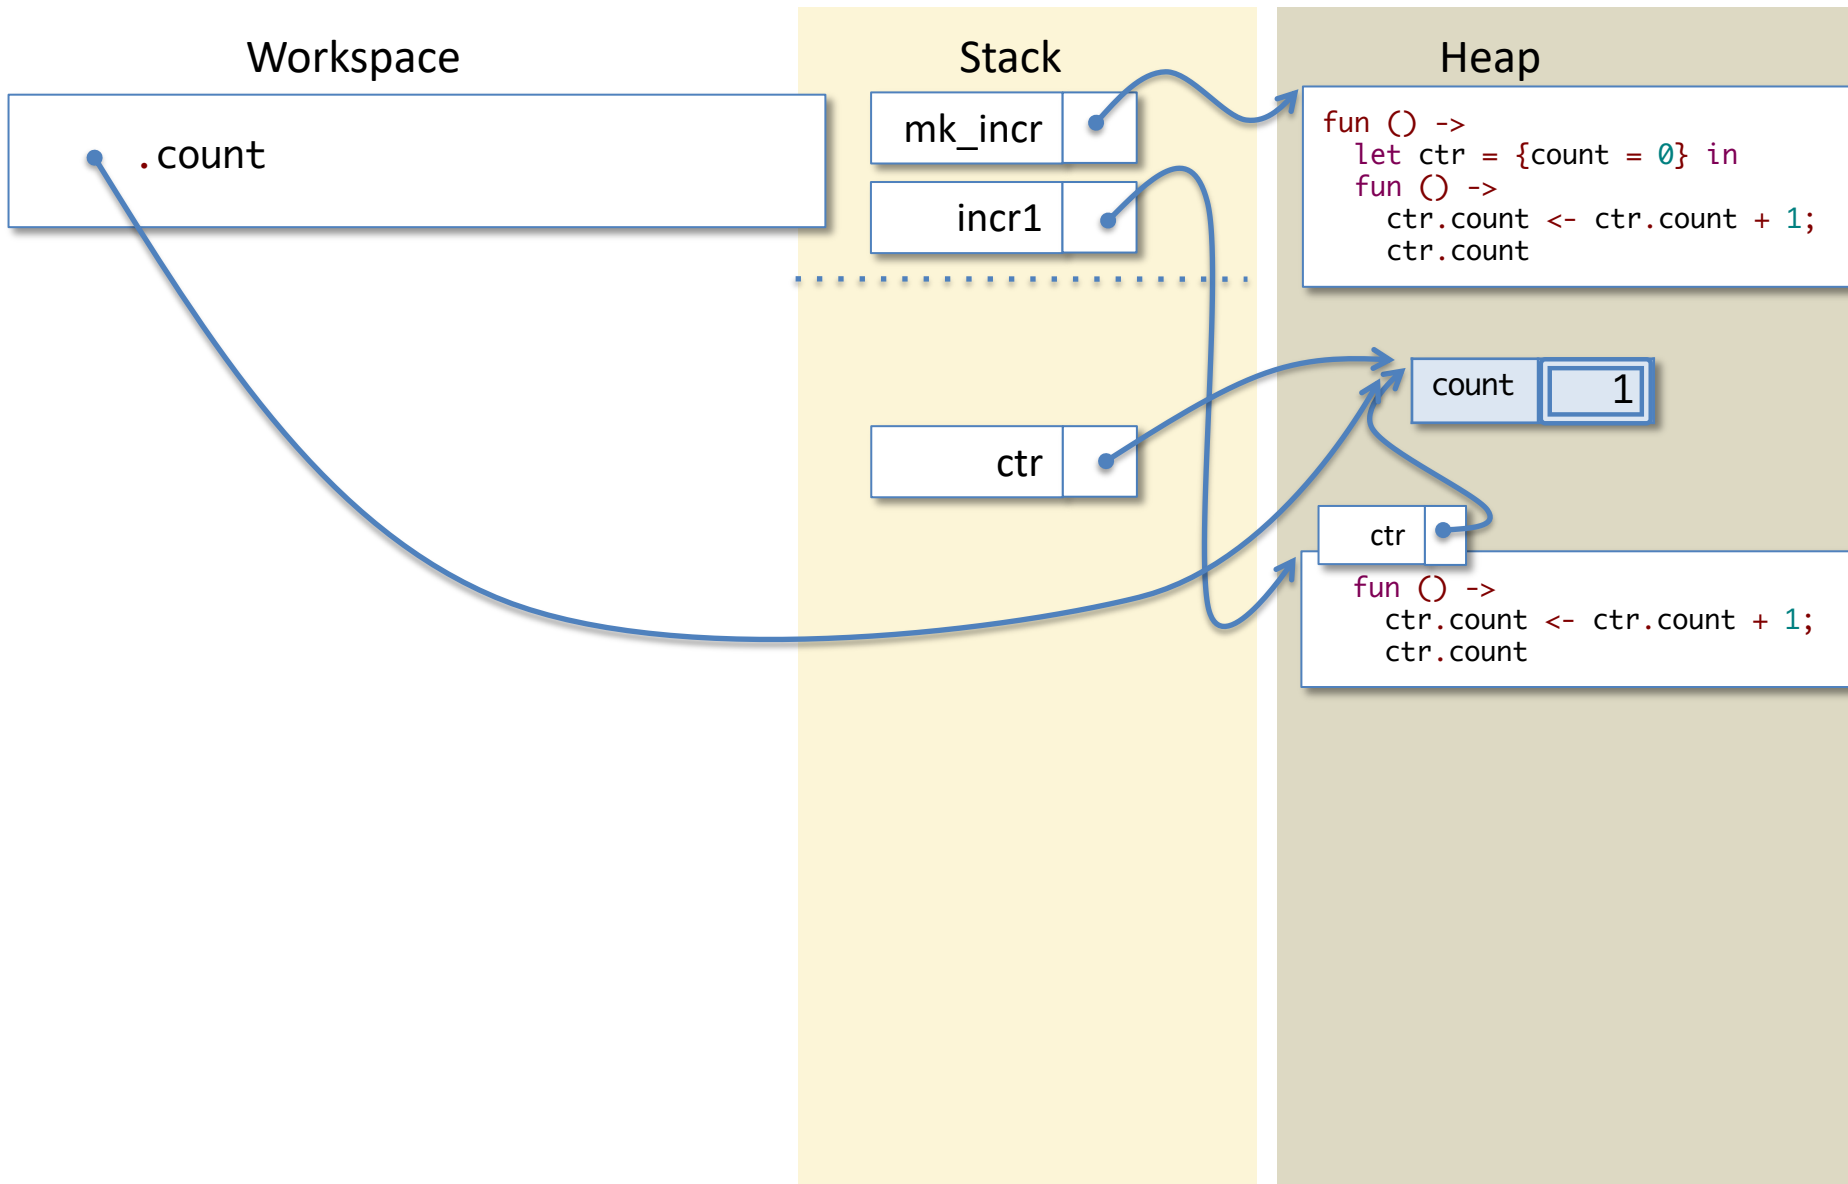 Workspace
Stack
Heap
.count
mk_incr
incr1
ctr
fun () ->
  let ctr = {count = 0} in
  fun () ->
    ctr.count <- ctr.count + 1;
    ctr.count
count 1
ctr
fun () ->
  ctr.count <- ctr.count + 1;
  ctr.count